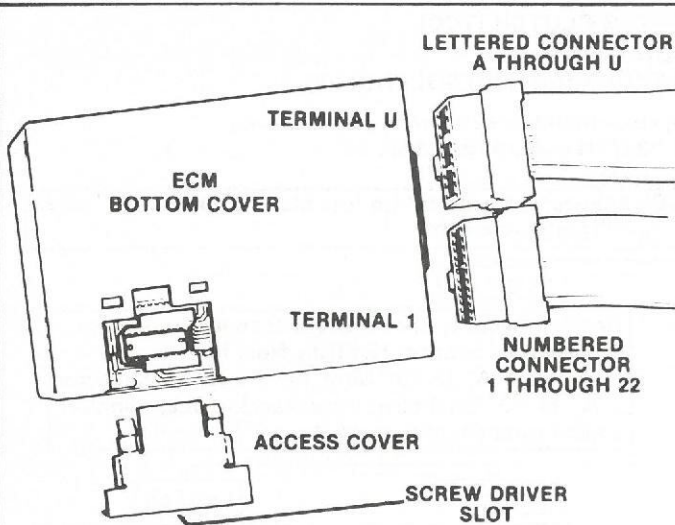 LETTERED CONNECTOR
A THROUGH U
TERMINAL U
ECM
BOTTOM COVER
TERMINAL 1
NUMBERED
CONNECTOR
1 THROUGH 22
ACCESS COVER
SCREW DRIVER
SLOT